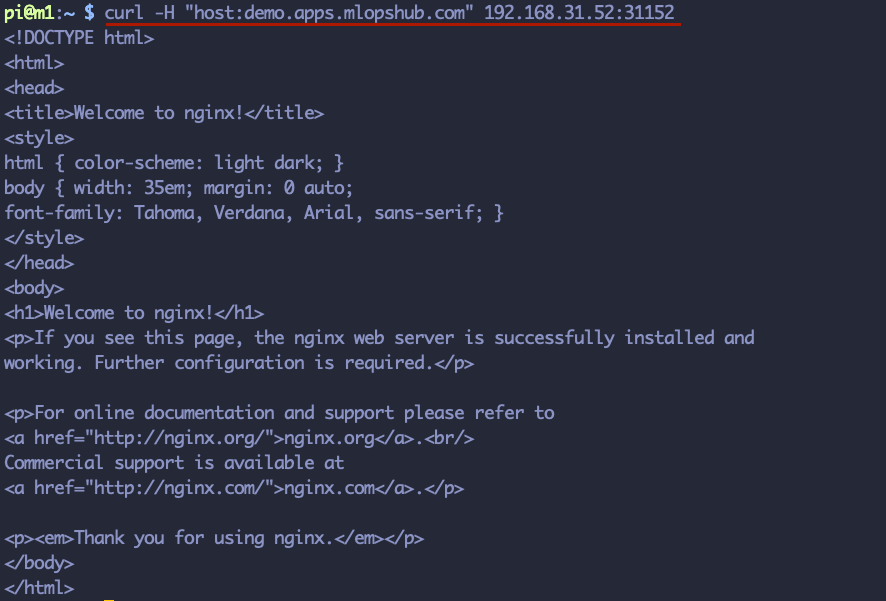 pi@m1:~ $ curl -H "host:demo.apps.mlopshub.com" 192.168.31.52:31152
<!DOCTYPE html>
<html>
<head>
<title>Welcome to nginx!</title>
<style>
html { color-scheme: light dark; }
body { width: 35em; margin: 0 auto;
font-family: Tahoma, Verdana, Arial, sans-serif; }
</style>
</head>
<body>
<h1>Welcome to nginx!</h1>
<p>If you see this page, the nginx web server is successfully installed and
working. Further configuration is required.</p>

<p>For online documentation and support please refer to
<a href="http://nginx.org/">nginx.org</a>.<br/>
Commercial support is available at
<a href="http://nginx.com/">nginx.com</a>.</p>

<p><em>Thank you for using nginx.</em></p>
</body>
</html>